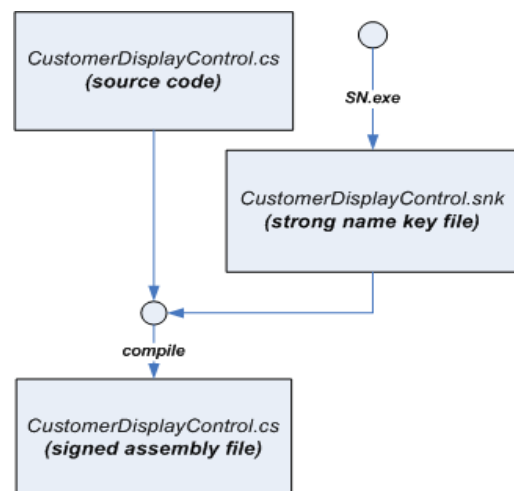 CustomerDisplayControl.cs
(source code)
SN.exe
CustomerDisplayControl.snk
(strong name key file)
compile
CustomerDisplayControl.cs
(signed assembly file)